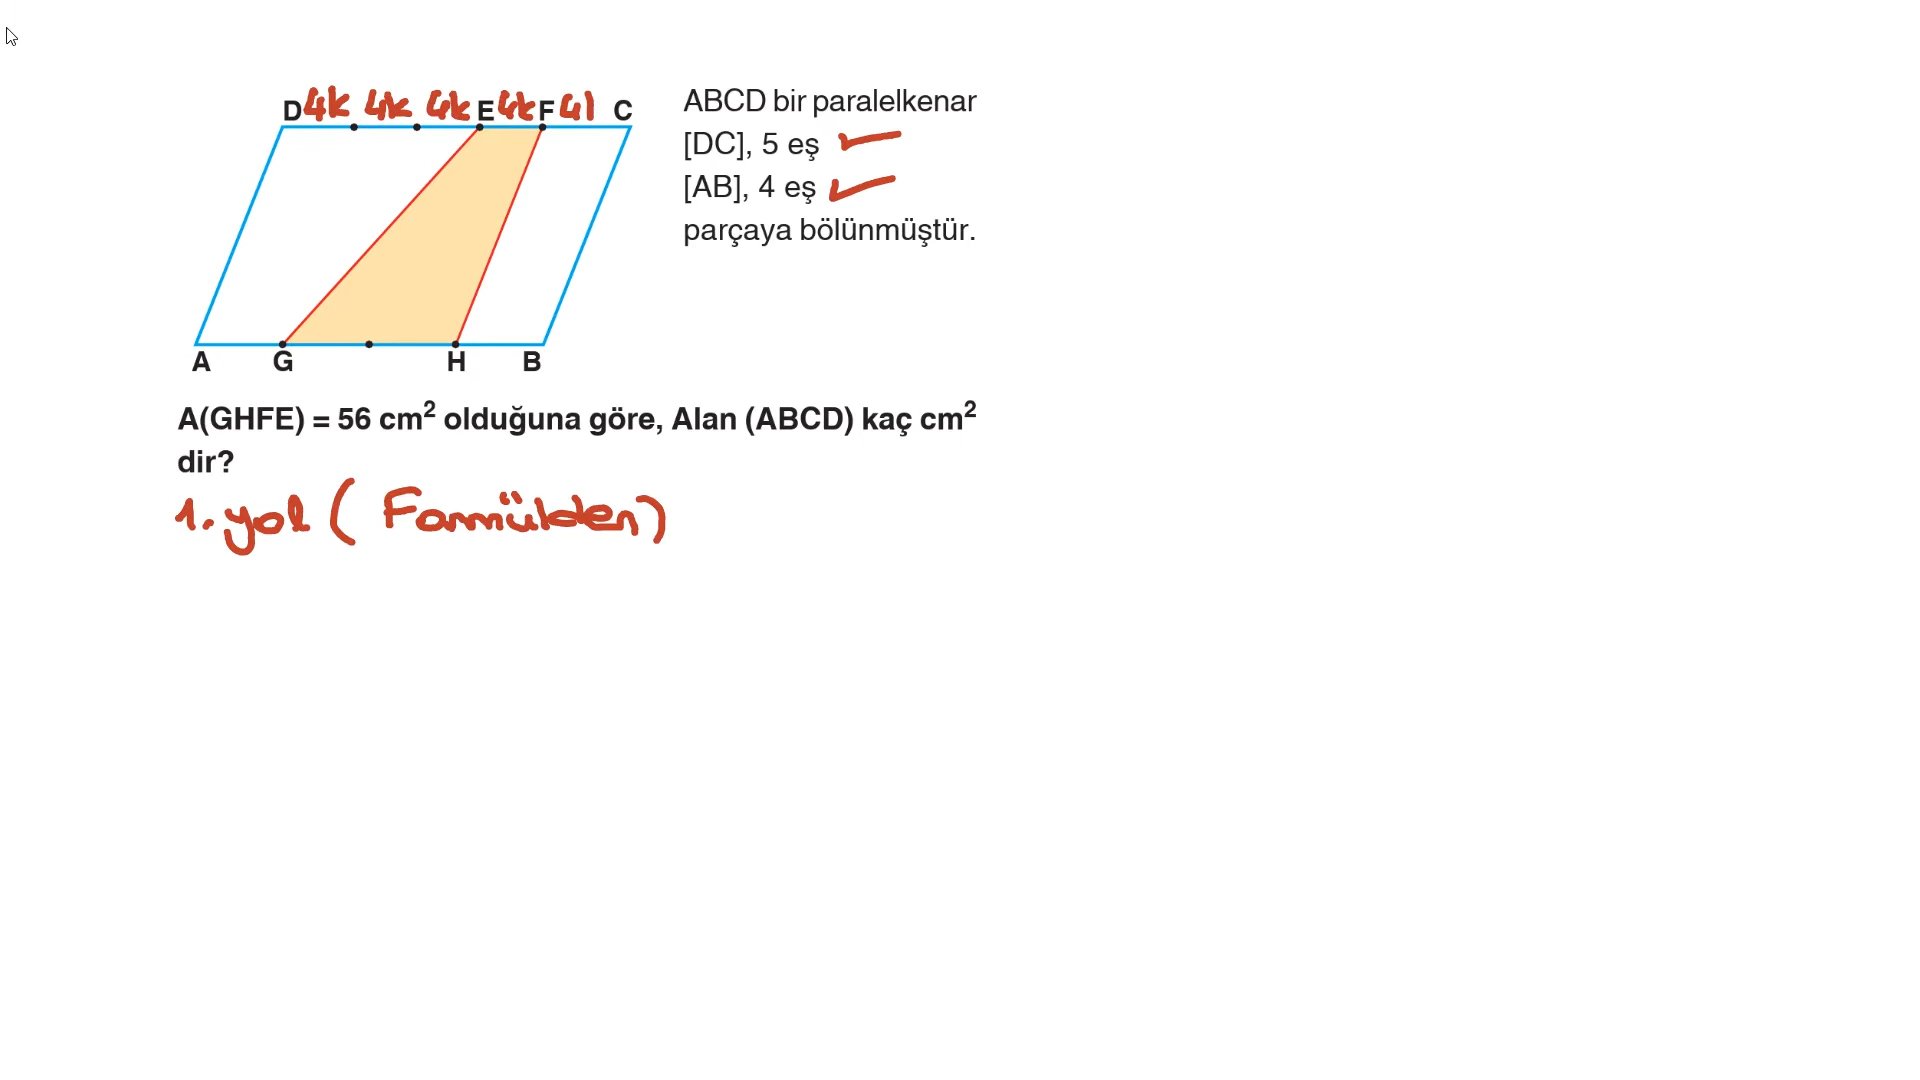 D 4k 4k 4k E 4k F 4l C
ABCD bir paralelkenar
[DC], 5 eş
[AB], 4 eş
parçaya bölünmüştür.
A G H B
A(GHFE) = 56 cm² olduğuna göre, Alan (ABCD) kaç cm²
dir?
1. yol ( Formülden)